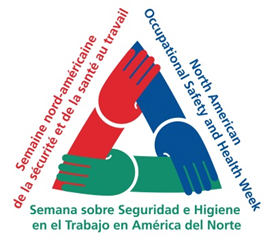 Semaine nord-américaine
de la sécurité et de la santé au travail
North American
Occupational Safety and Health Week
Semana sobre Seguridad e Higiene
en el Trabajo en América del Norte